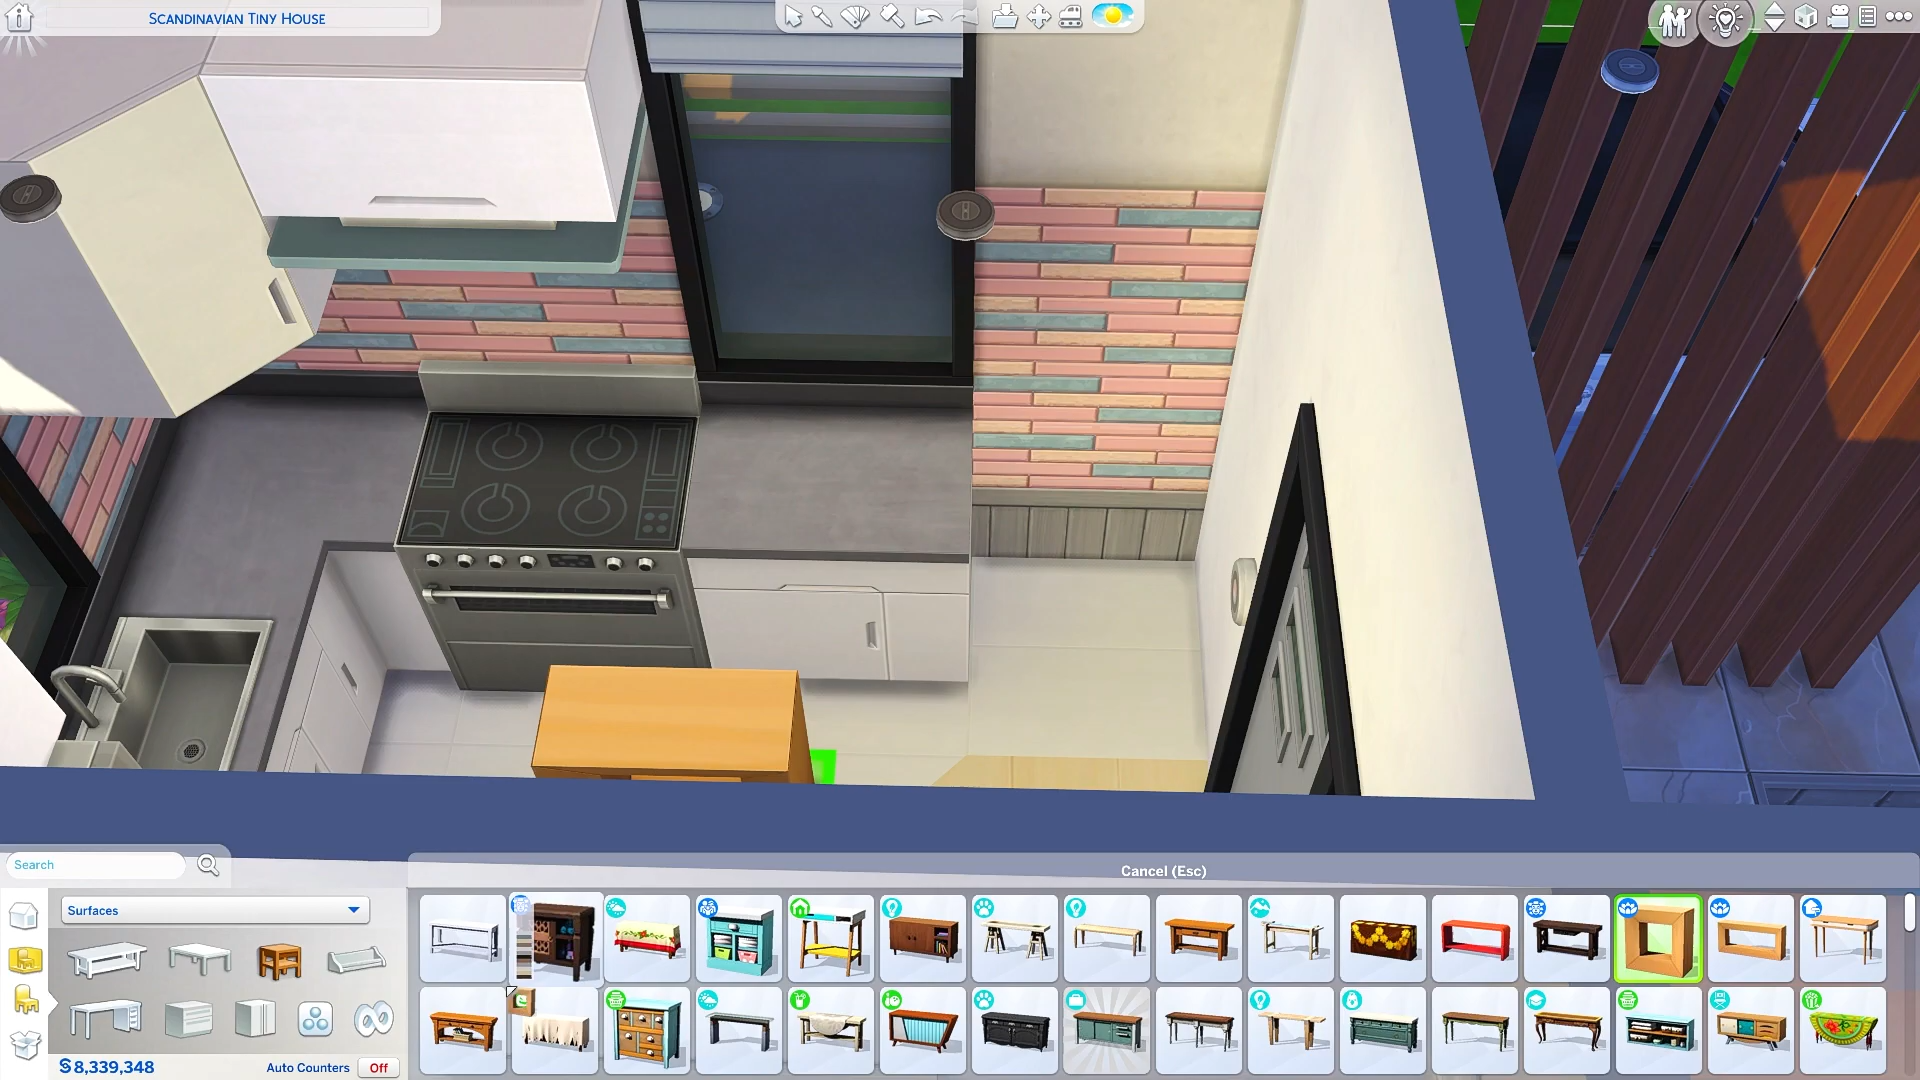 Scandinavian Tiny House
Cancel (Esc)
Search
Surfaces
§8,339,348
Auto Counters
Off